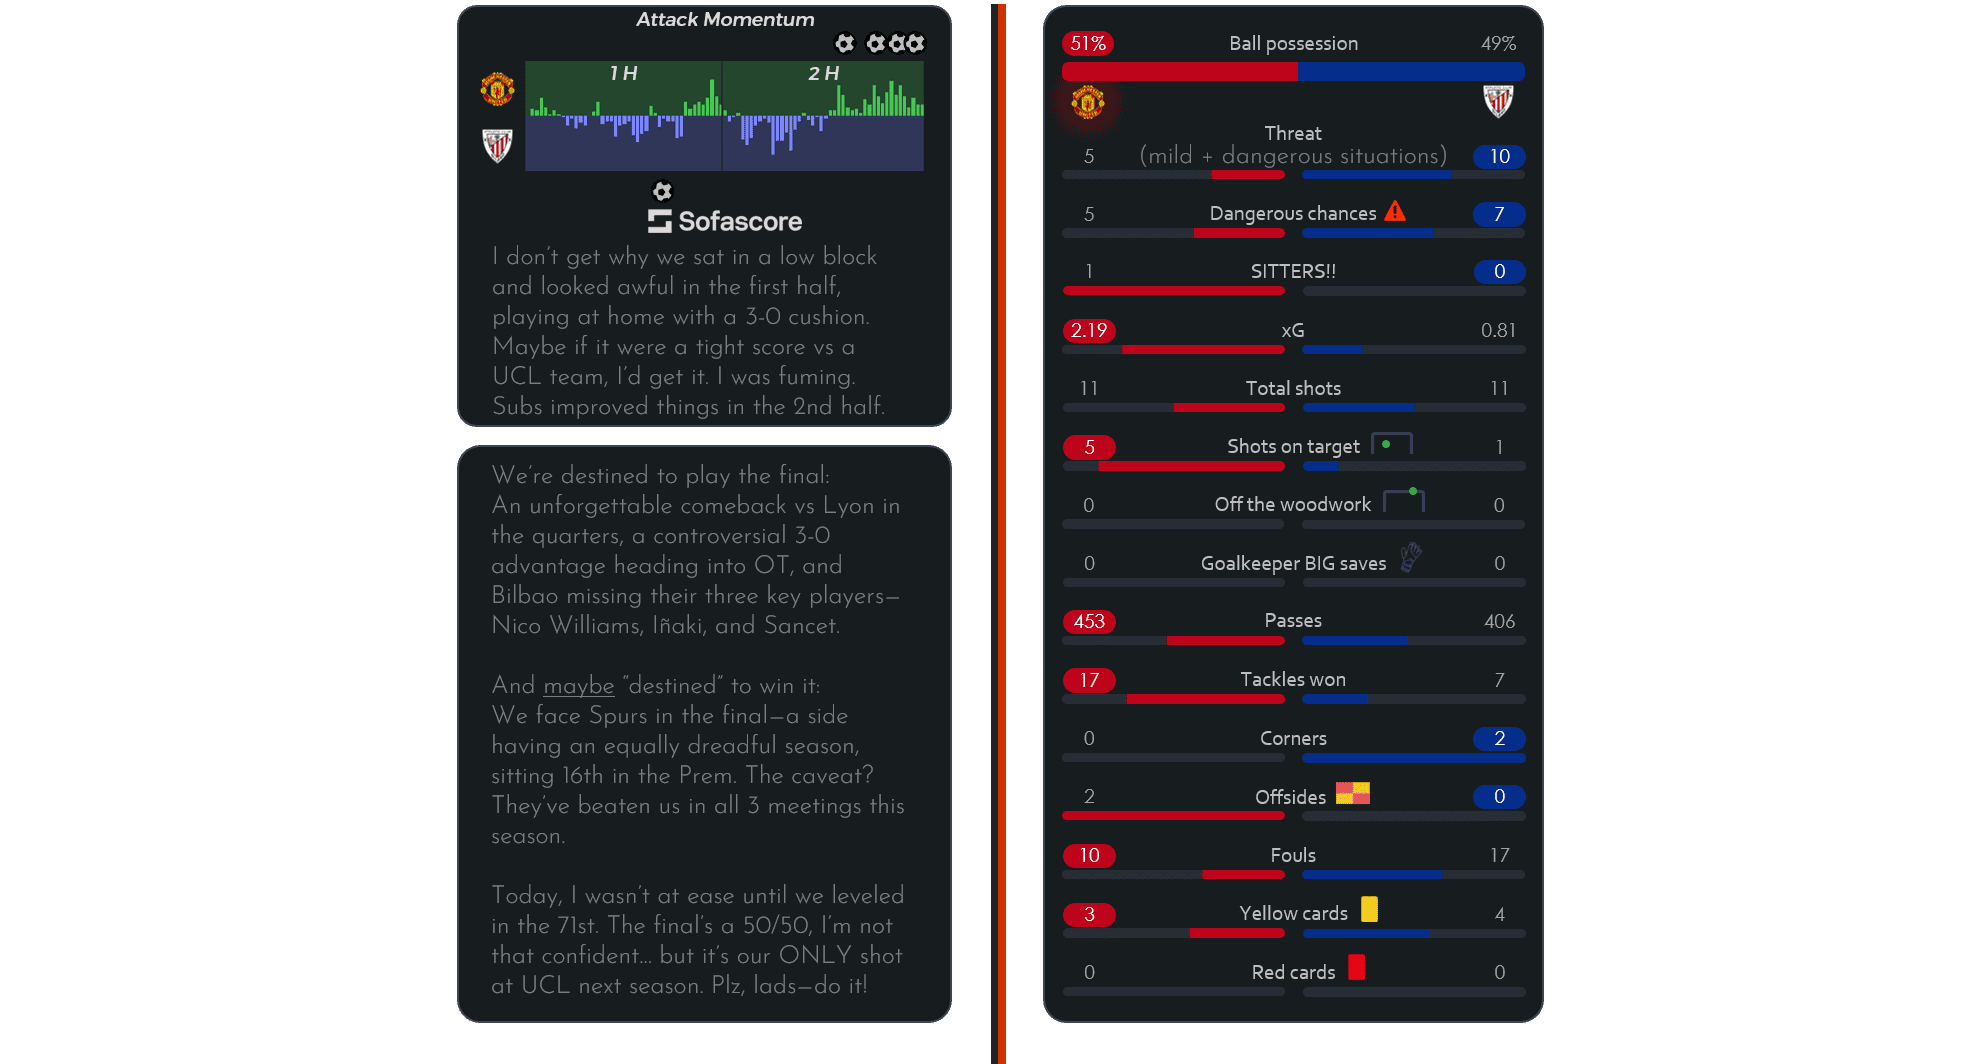 Attack Momentum
1 H
2 H
Sofascore
I don't get why we sat in a low block
and looked awful in the first half,
playing at home with a 3-0 cushion.
Maybe if it were a tight score vs a
UCL team, I'd get it. I was fuming.
Subs improved things in the 2nd half.
We're destined to play the final:
An unforgettable comeback vs Lyon in
the quarters, a controversial 3-0
advantage heading into OT, and
Bilbao missing their three key players—
Nico Williams, Iñaki, and Sancet.
And maybe "destined" to win it:
We face Spurs in the final—a side
having an equally dreadful season,
sitting 16th in the Prem. The caveat?
They've beaten us in all 3 meetings this
season.
Today, I wasn't at ease until we leveled
in the 71st. The final's a 50/50, I'm not
that confident... but it's our ONLY shot
at UCL next season. Plz, lads—do it!
51% Ball possession 49%
Threat
5 (mild + dangerous situations) 10
5 Dangerous chances 7
1 SITTERS!! 0
2.19 xG 0.81
11 Total shots 11
5 Shots on target 1
0 Off the woodwork 0
0 Goalkeeper BIG saves 0
453 Passes 406
17 Tackles won 7
0 Corners 2
2 Offsides 0
10 Fouls 17
3 Yellow cards 4
0 Red cards 0